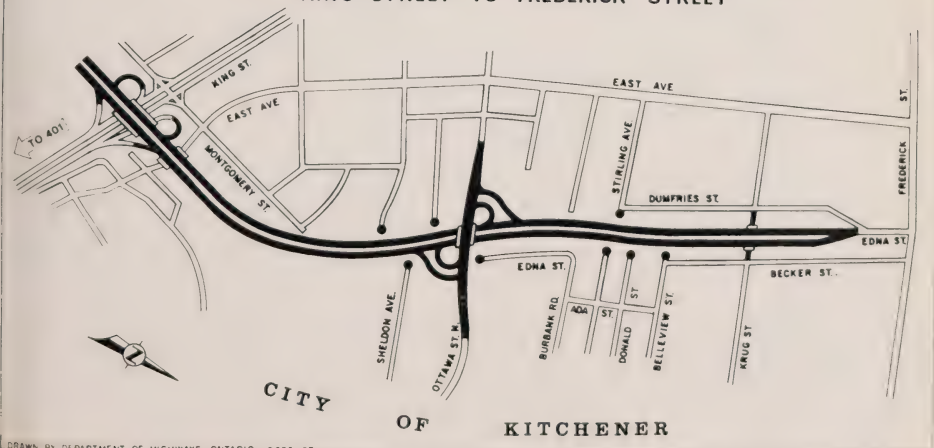 KING STREET TO FREDERICK STREET
KING ST.
EAST AVE
EAST AVE
TO 401
MONTGOMERY ST.
STIRLING AVE.
DUMFRIES ST.
FREDERICK ST.
EDNA ST.
EDNA ST.
BECKER ST.
SHELDON AVE.
OTTAWA ST. N.
BURBANK RD.
ADA ST.
DONALD ST
BELLEVIEW ST.
KRUG ST
N
CITY OF KITCHENER
DRAWN BY DEPARTMENT OF HIGHWAYS ONTARIO